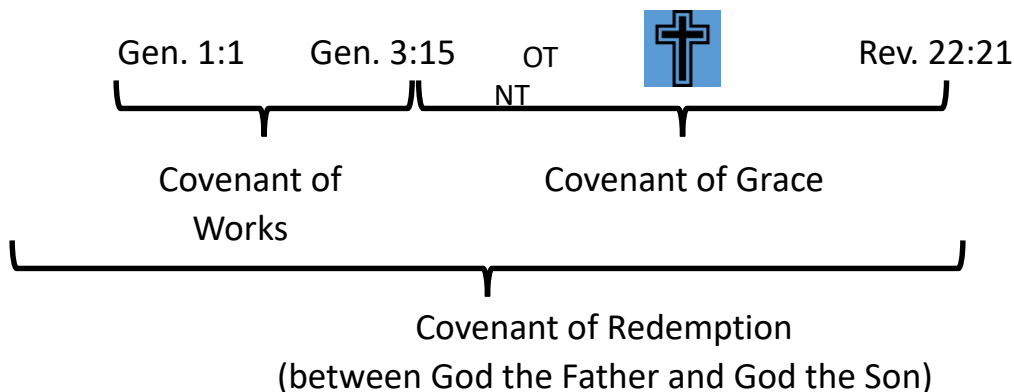 Gen. 1:1 Gen. 3:15 OT Rev. 22:21
NT
Covenant of Works
Covenant of Grace
Covenant of Redemption
(between God the Father and God the Son)